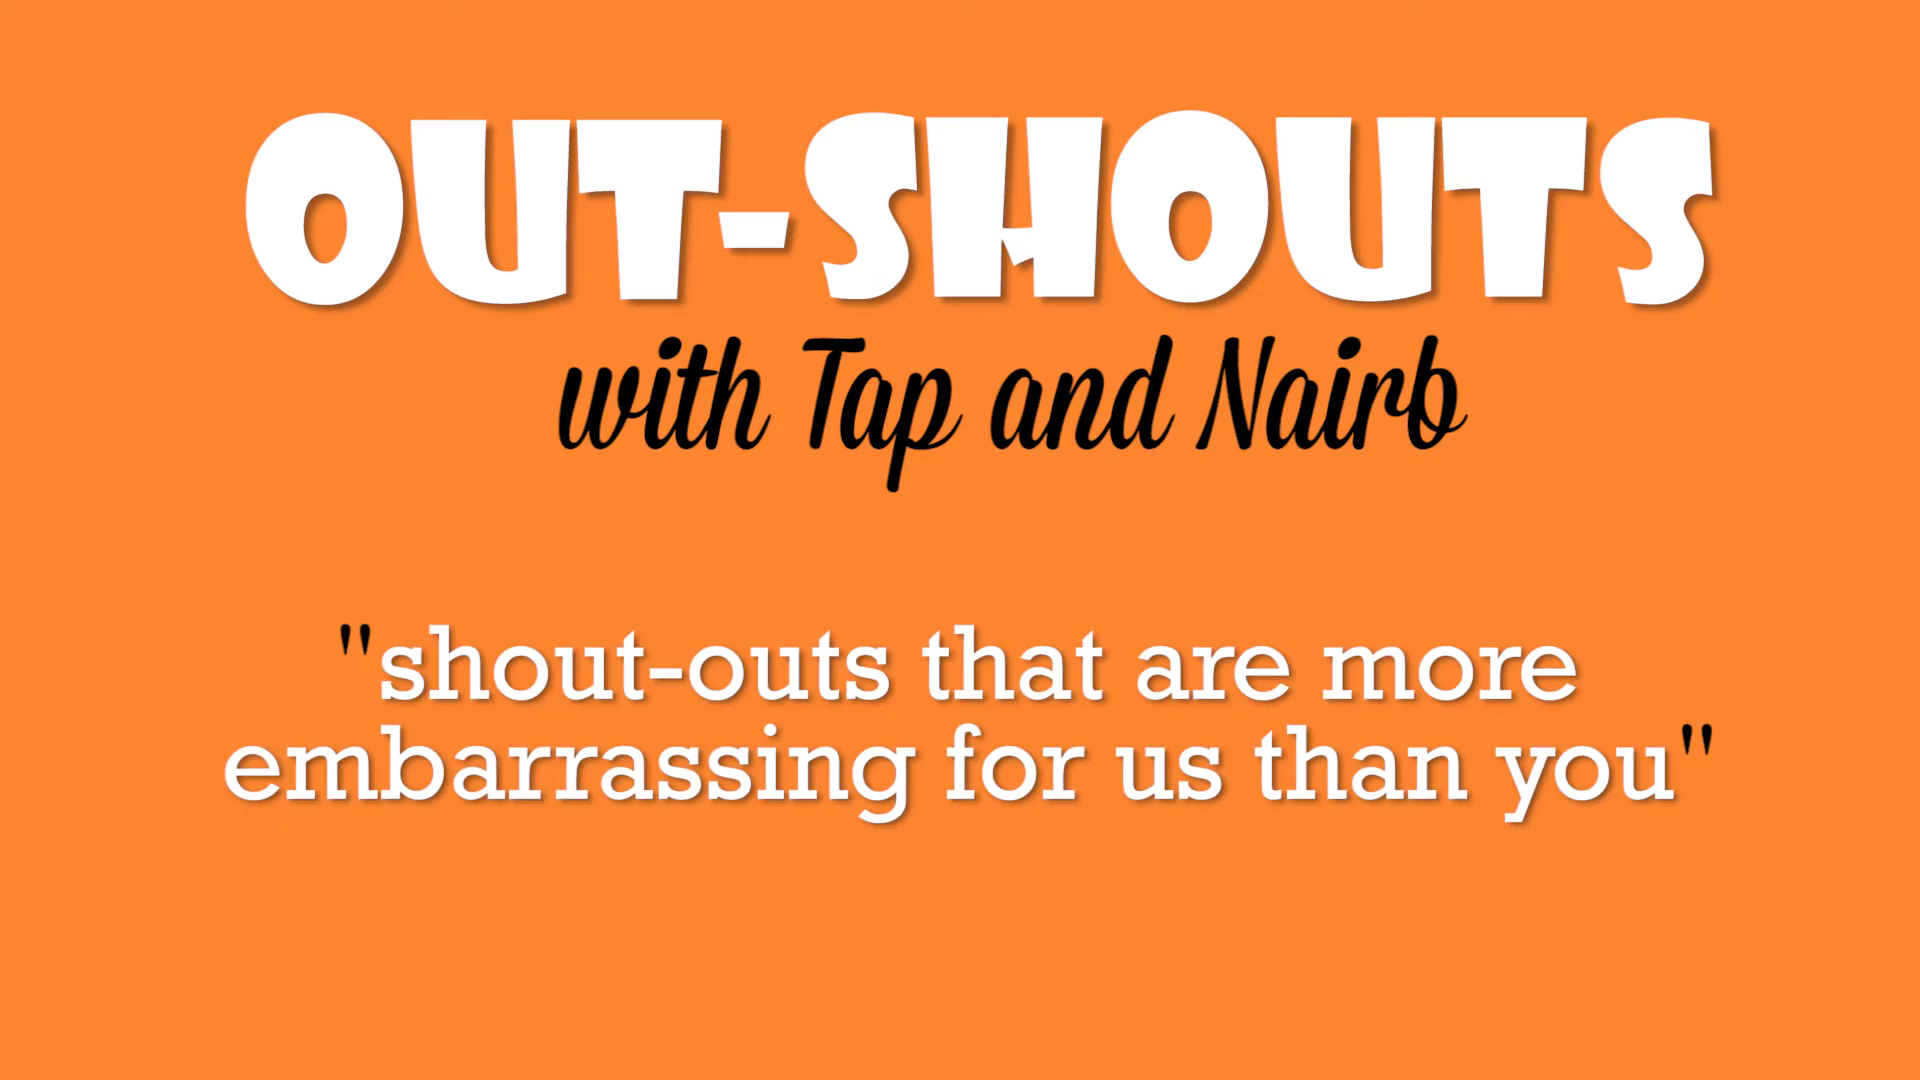 OUT-SHOUTS
with Tap and Nairb
"shout-outs that are more
embarrassing for us than you"